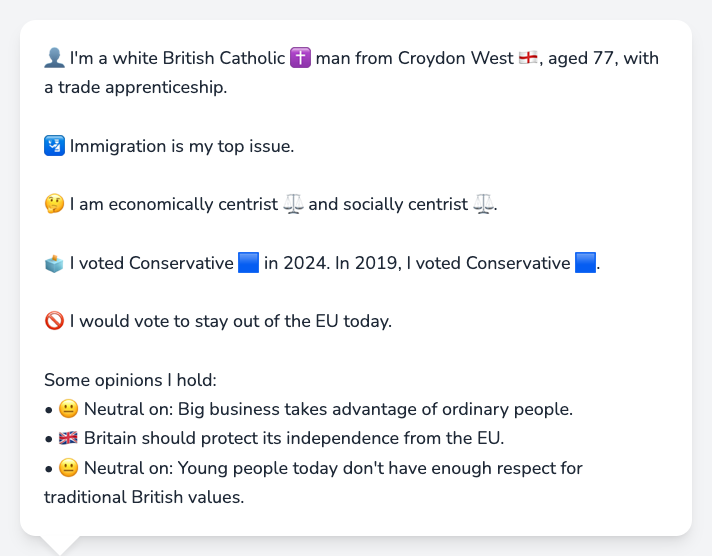 👤 I'm a white British Catholic ✝️ man from Croydon West 🏴󠁧󠁢󠁥󠁮󠁧󠁿, aged 77, with
a trade apprenticeship.
🛂 Immigration is my top issue.
🤔 I am economically centrist ⚖️ and socially centrist ⚖️.
🗳️ I voted Conservative 🟦 in 2024. In 2019, I voted Conservative 🟦.
🚫 I would vote to stay out of the EU today.
Some opinions I hold:
• 😐 Neutral on: Big business takes advantage of ordinary people.
• 🇬🇧 Britain should protect its independence from the EU.
• 😐 Neutral on: Young people today don't have enough respect for
traditional British values.